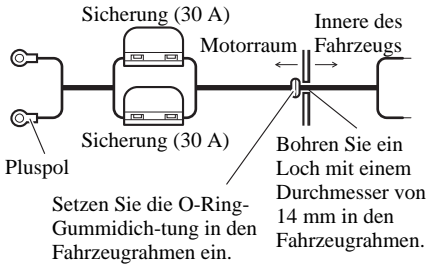 Sicherung (30 A)
Motorraum
Innere des
Fahrzeugs
Sicherung (30 A)
Pluspol
Setzen Sie die O-Ring-
Gummidich-tung in den
Fahrzeugrahmen ein.
Bohren Sie ein
Loch mit einem
Durchmesser von
14 mm in den
Fahrzeugrahmen.